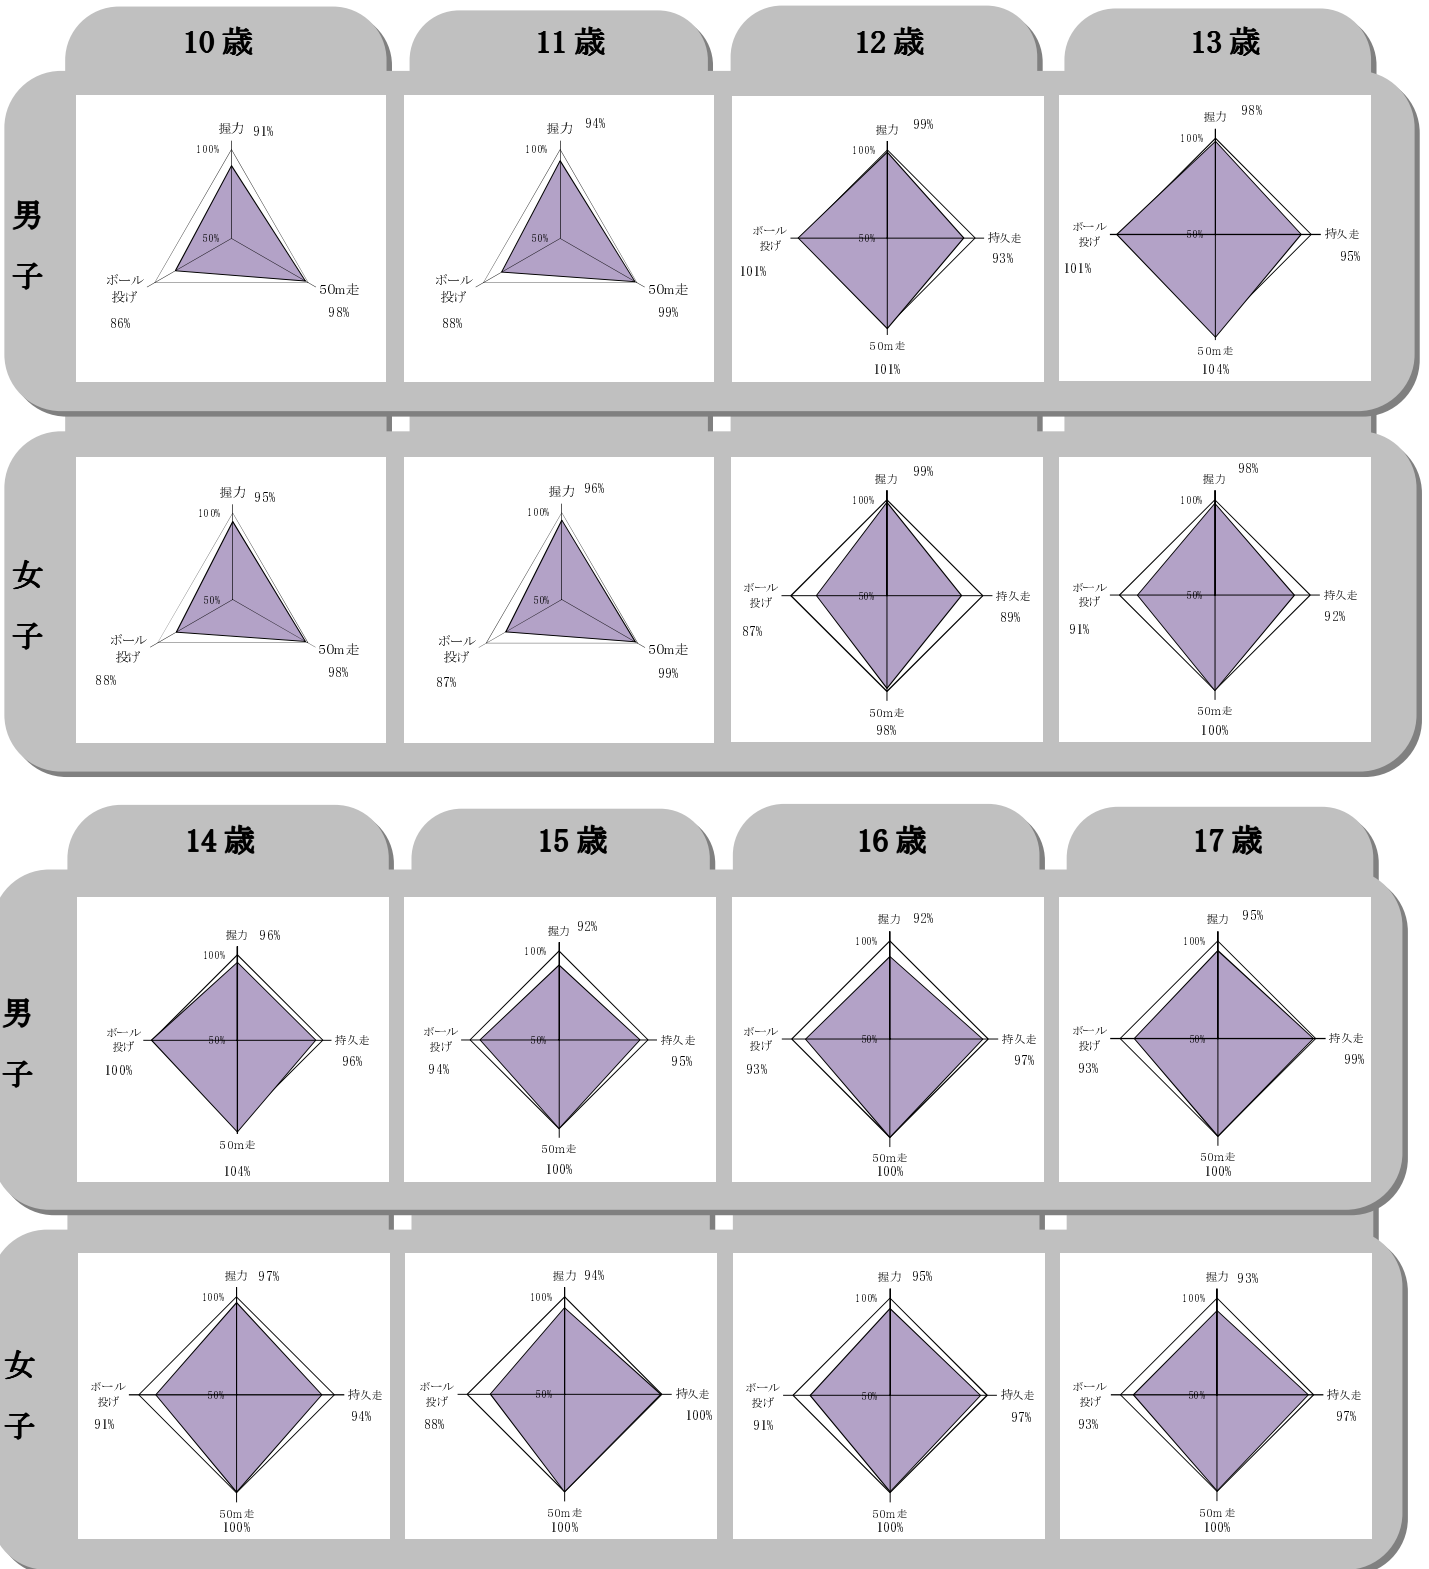 10歳
11歳
12歳
13歳
男
子
握力 91%
100%
50%
ボール
投げ
86%
50m走
98%
握力 94%
100%
50%
ボール
投げ
88%
50m走
99%
握力 99%
100%
50%
ボール
投げ
101%
持久走
93%
50m走
101%
握力 98%
100%
50%
ボール
投げ
101%
持久走
95%
50m走
104%
女
子
握力 95%
100%
50%
ボール
投げ
88%
50m走
98%
握力 96%
100%
50%
ボール
投げ
87%
50m走
99%
握力 99%
100%
50%
ボール
投げ
87%
持久走
89%
50m走
98%
握力 98%
100%
50%
ボール
投げ
91%
持久走
92%
50m走
100%
14歳
15歳
16歳
17歳
男
子
握力 96%
100%
50%
ボール
投げ
100%
持久走
96%
50m走
104%
握力 92%
100%
50%
ボール
投げ
94%
持久走
95%
50m走
100%
握力 92%
100%
50%
ボール
投げ
93%
持久走
97%
50m走
100%
握力 95%
100%
50%
ボール
投げ
93%
持久走
99%
50m走
100%
女
子
握力 97%
100%
50%
ボール
投げ
91%
持久走
94%
50m走
100%
握力 94%
100%
50%
ボール
投げ
88%
持久走
100%
50m走
100%
握力 95%
100%
50%
ボール
投げ
91%
持久走
97%
50m走
100%
握力 93%
100%
50%
ボール
投げ
93%
持久走
97%
50m走
100%